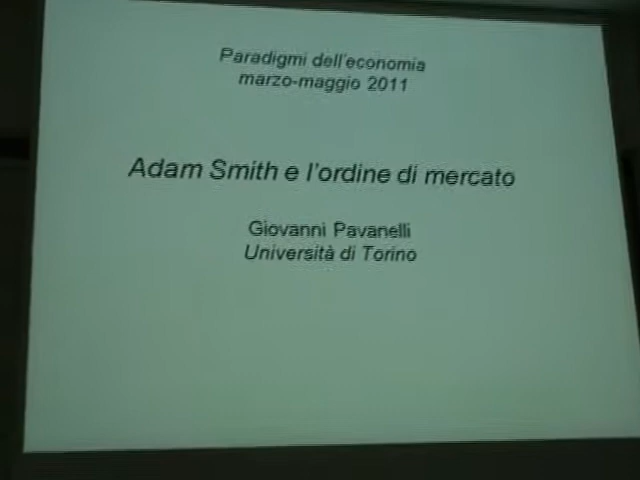 Paradigmi dell'economia
marzo-maggio 2011
Adam Smith e l'ordine di mercato
Giovanni Pavanelli
Università di Torino